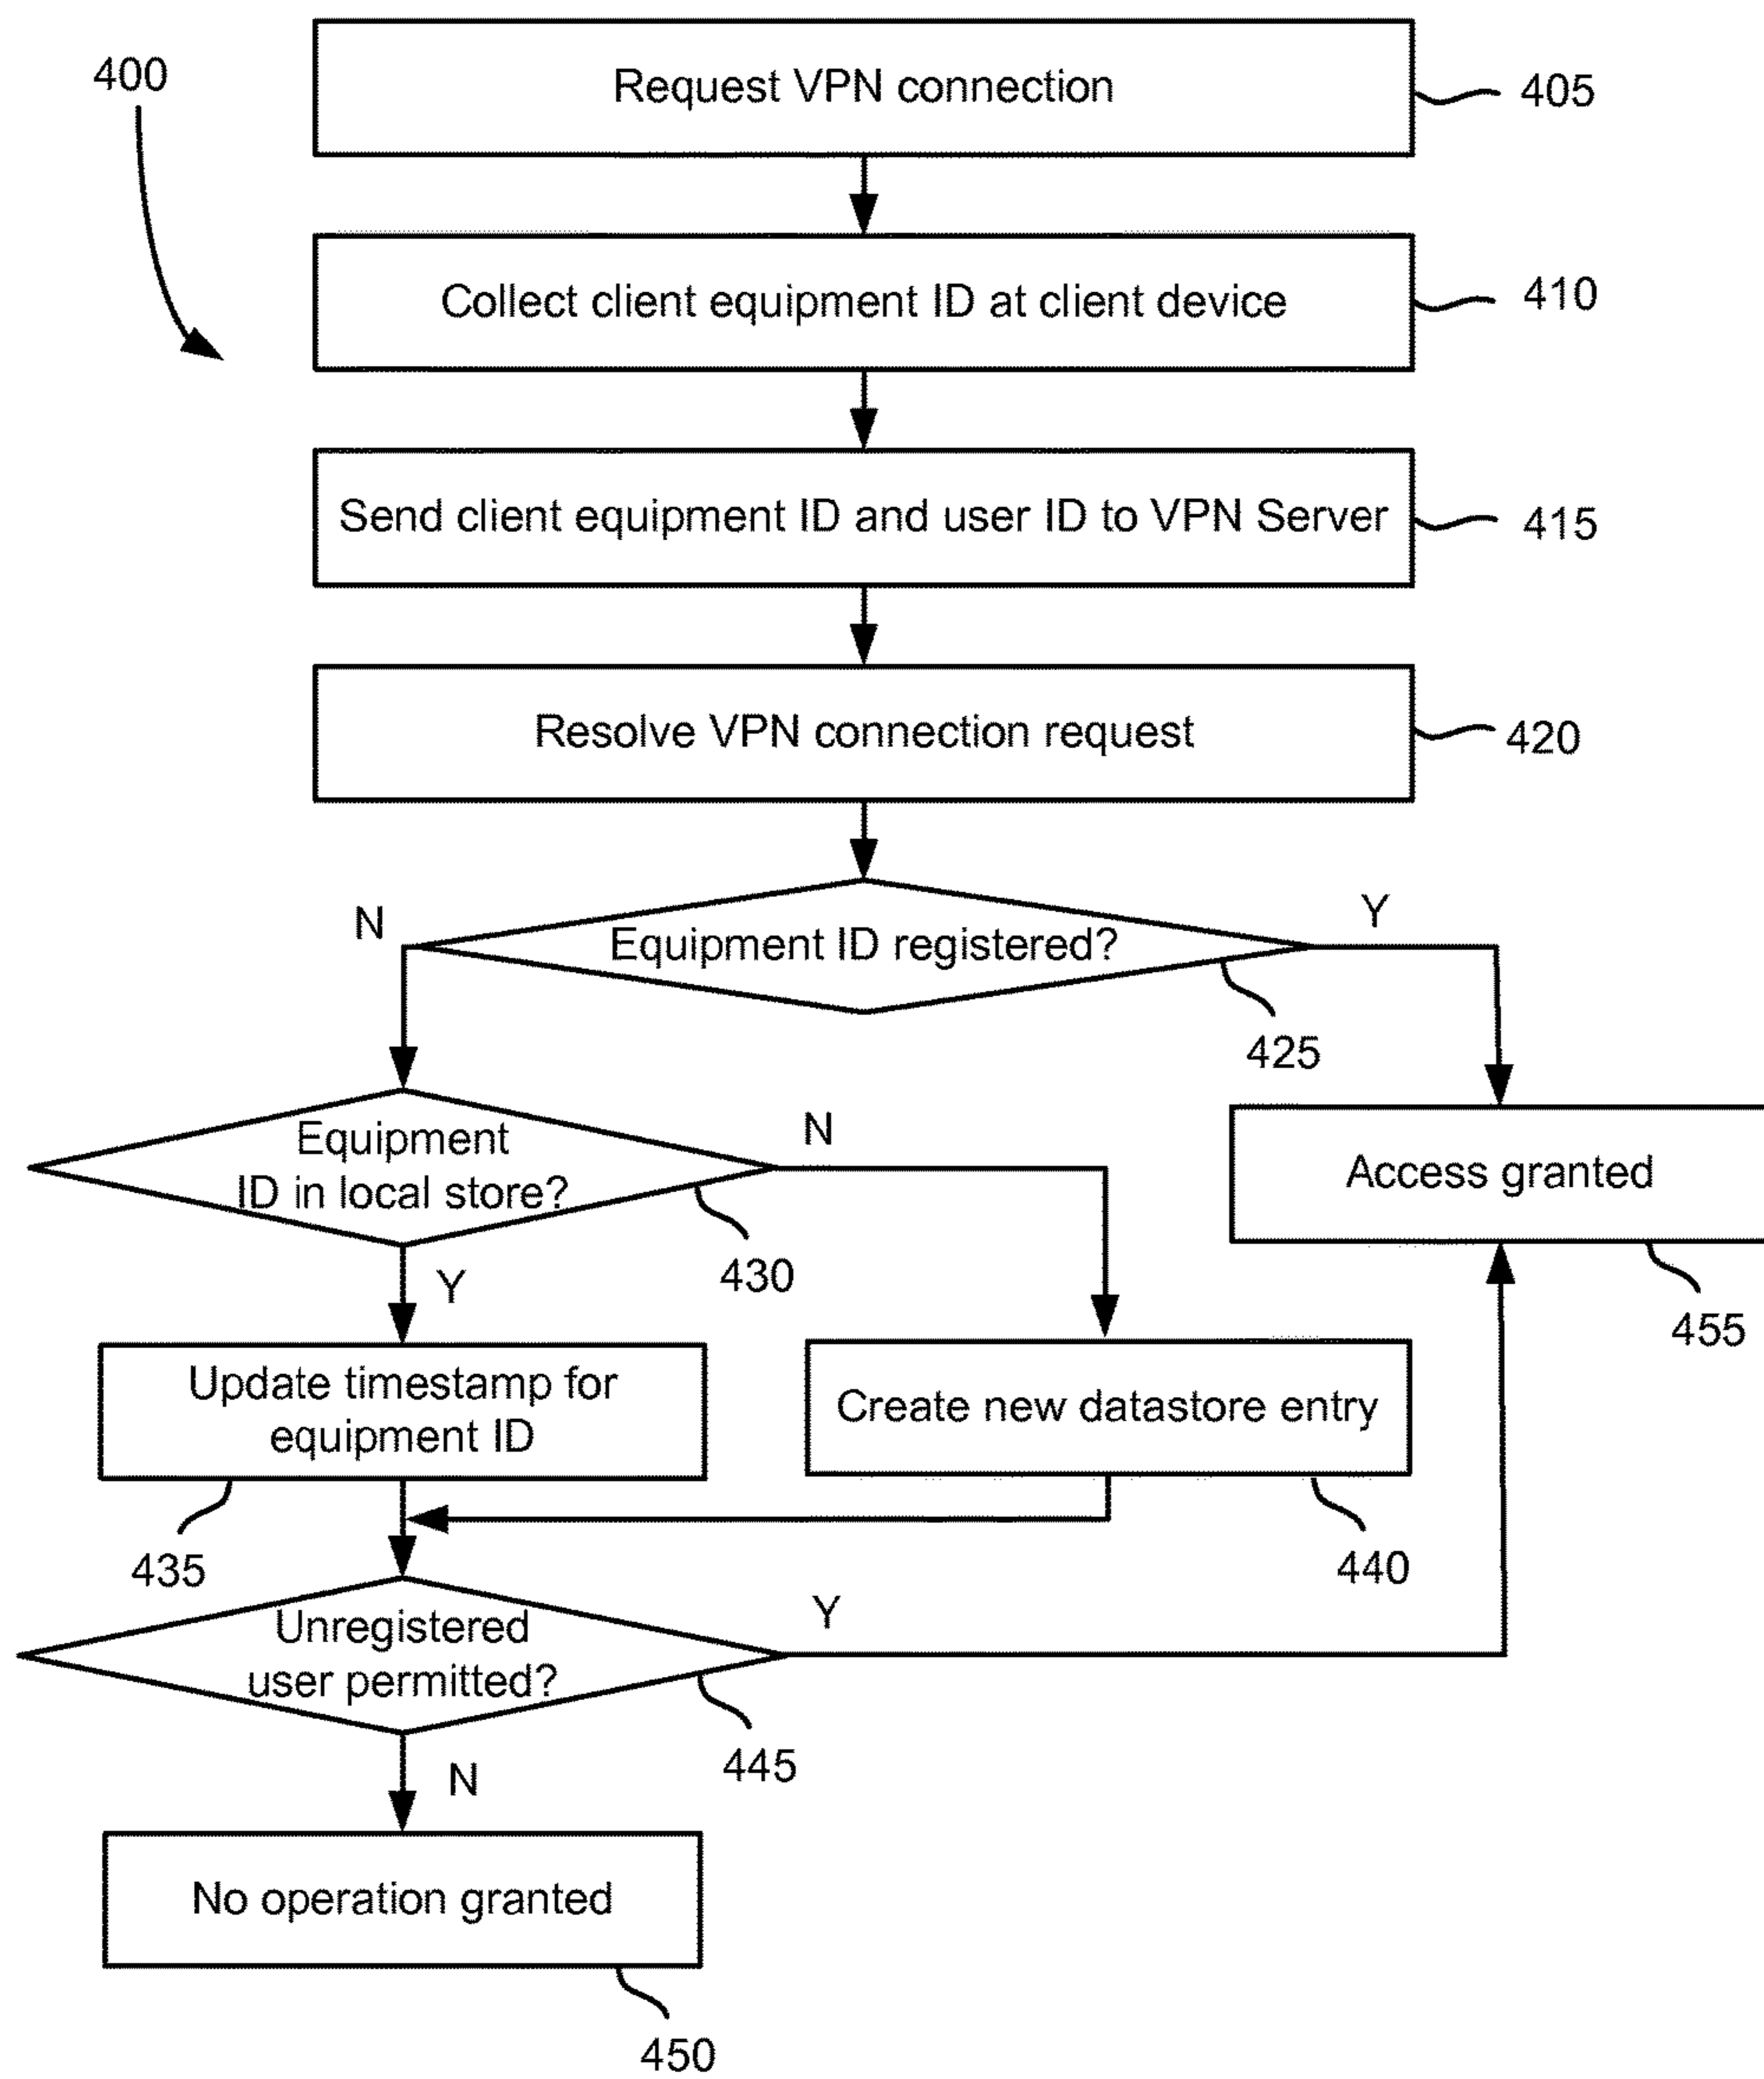 400
Request VPN connection
405
Collect client equipment ID at client device
410
Send client equipment ID and user ID to VPN Server
415
Resolve VPN connection request
420
N
Y
Equipment ID registered?
425
Equipment
ID in local store?
N
430
Y
Access granted
455
Update timestamp for
equipment ID
435
Create new datastore entry
440
Unregistered
user permitted?
Y
445
N
No operation granted
450